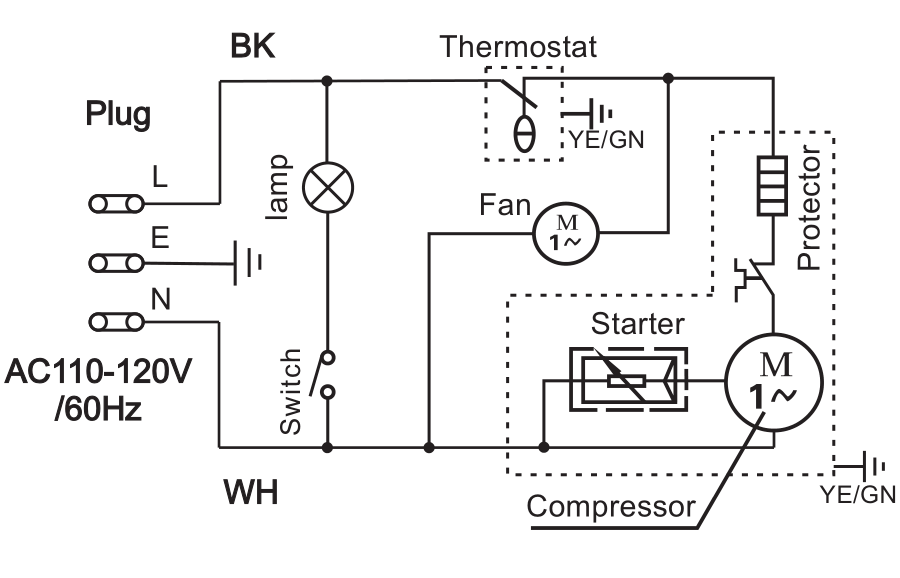 BK
Thermostat
Plug
YE/GN
L
lamp
Fan
M
1~
Protector
E
N
Starter
AC110-120V
/60Hz
Switch
M
1~
WH
Compressor
YE/GN